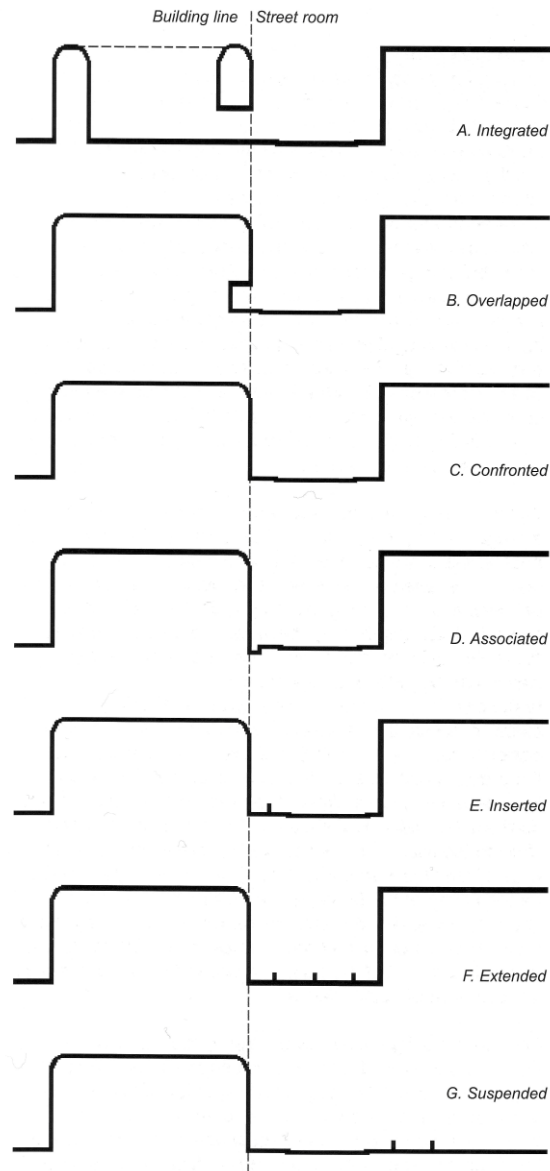 Building line Street room
A. Integrated
B. Overlapped
C. Confronted
D. Associated
E. Inserted
F. Extended
G. Suspended